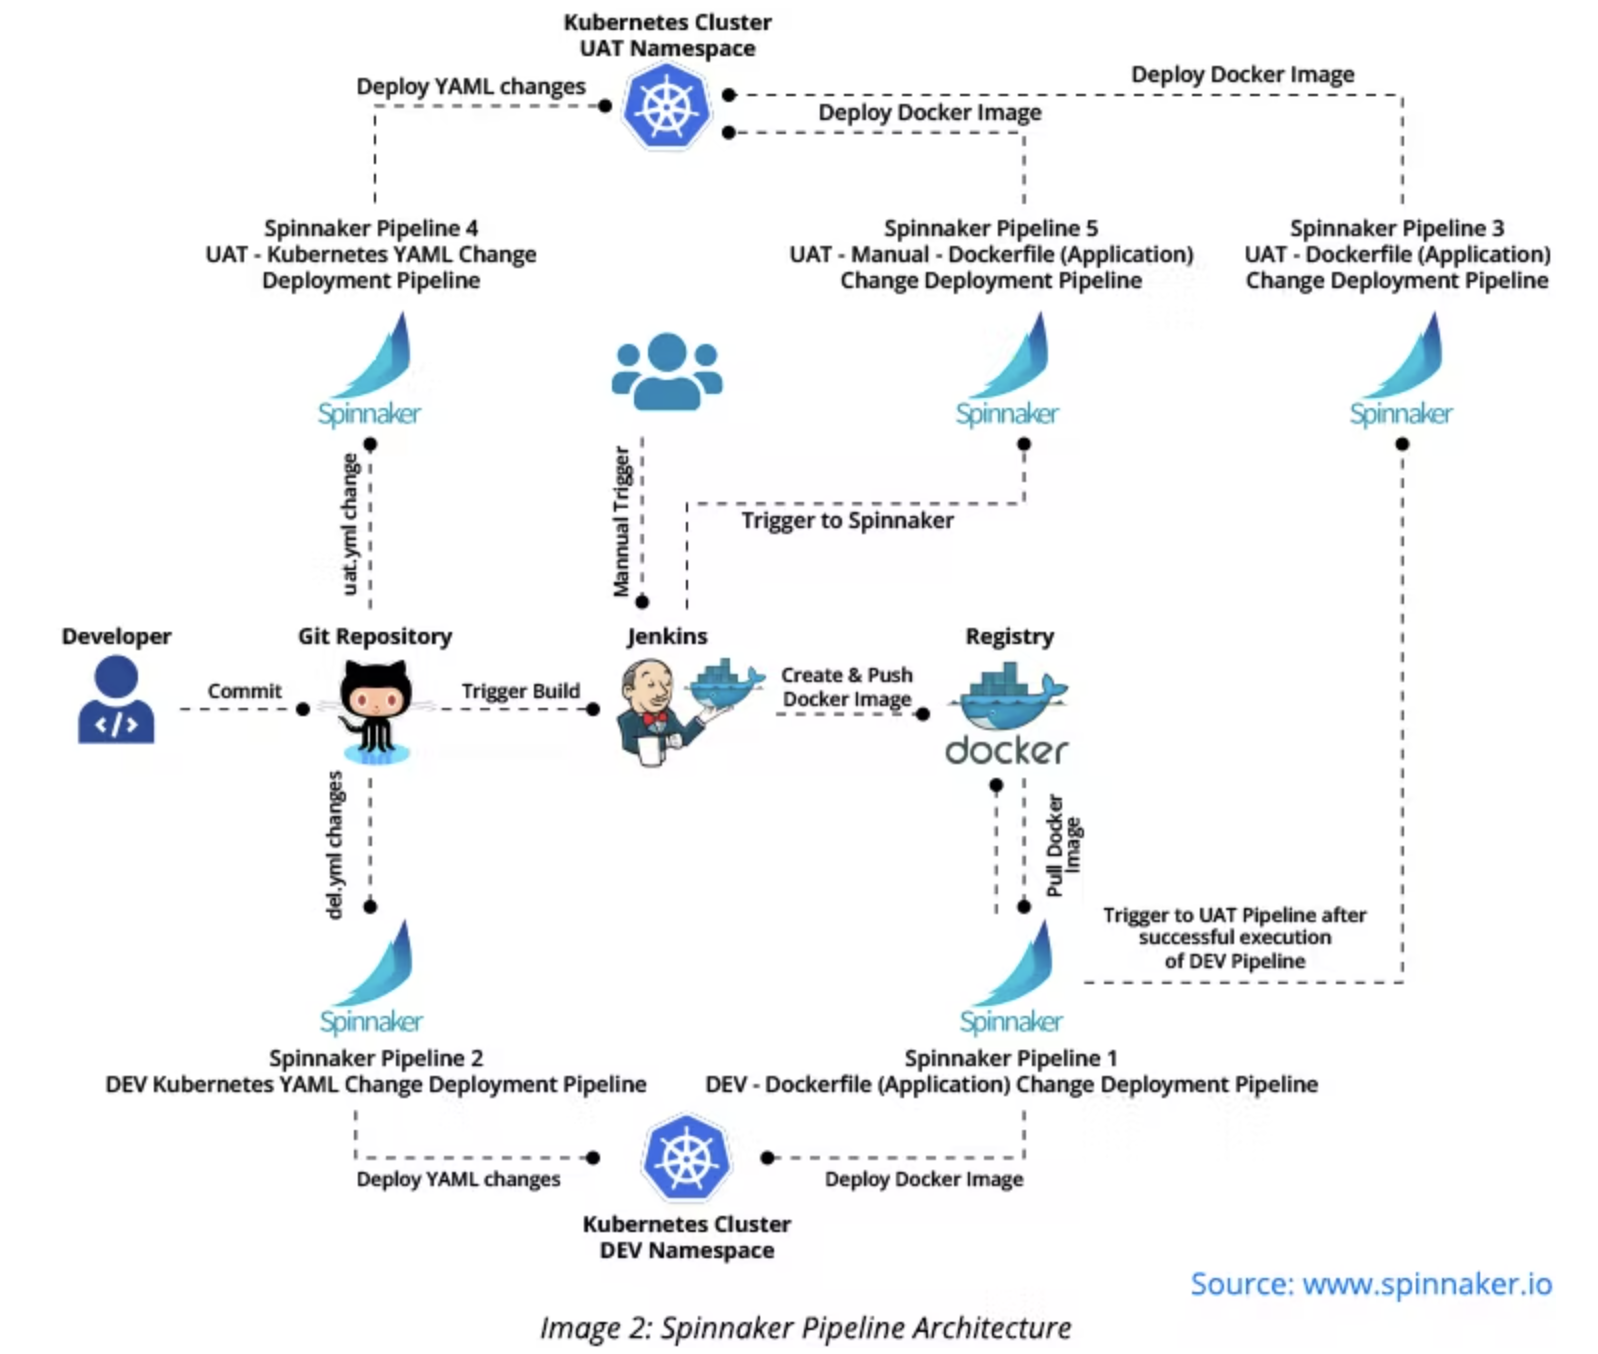 Kubernetes Cluster
UAT Namespace
Deploy YAML changes
Deploy Docker Image
Deploy Docker Image
Spinnaker Pipeline 4
UAT - Kubernetes YAML Change
Deployment Pipeline
Spinnaker Pipeline 5
UAT - Manual - Dockerfile (Application)
Change Deployment Pipeline
Spinnaker Pipeline 3
UAT - Dockerfile (Application)
Change Deployment Pipeline
Spinnaker
Spinnaker
Spinnaker
uat.yml change
Mannual Trigger
Trigger to Spinnaker
Developer
Git Repository
Jenkins
Registry
Commit
Trigger Build
Create & Push
Docker Image
docker
del.yml changes
Pull Docker
Image
Trigger to UAT Pipeline after
successful execution
of DEV Pipeline
Spinnaker
Spinnaker
Spinnaker Pipeline 2
DEV Kubernetes YAML Change Deployment Pipeline
Spinnaker Pipeline 1
DEV - Dockerfile (Application) Change Deployment Pipeline
Deploy YAML changes
Deploy Docker Image
Kubernetes Cluster
DEV Namespace
Source: www.spinnaker.io
Image 2: Spinnaker Pipeline Architecture